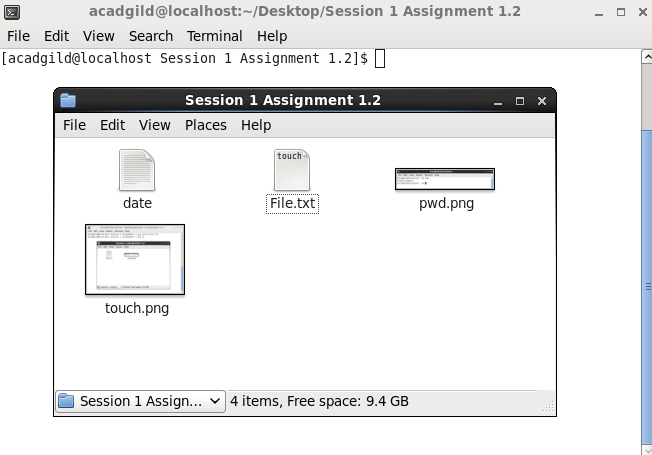 acadgild@localhost:~/Desktop/Session 1 Assignment 1.2
File Edit View Search Terminal Help
[acadgild@localhost Session 1 Assignment 1.2]$
Session 1 Assignment 1.2
File Edit View Places Help
touch
date File.txt pwd.png
touch.png
Session 1 Assign... 4 items, Free space: 9.4 GB